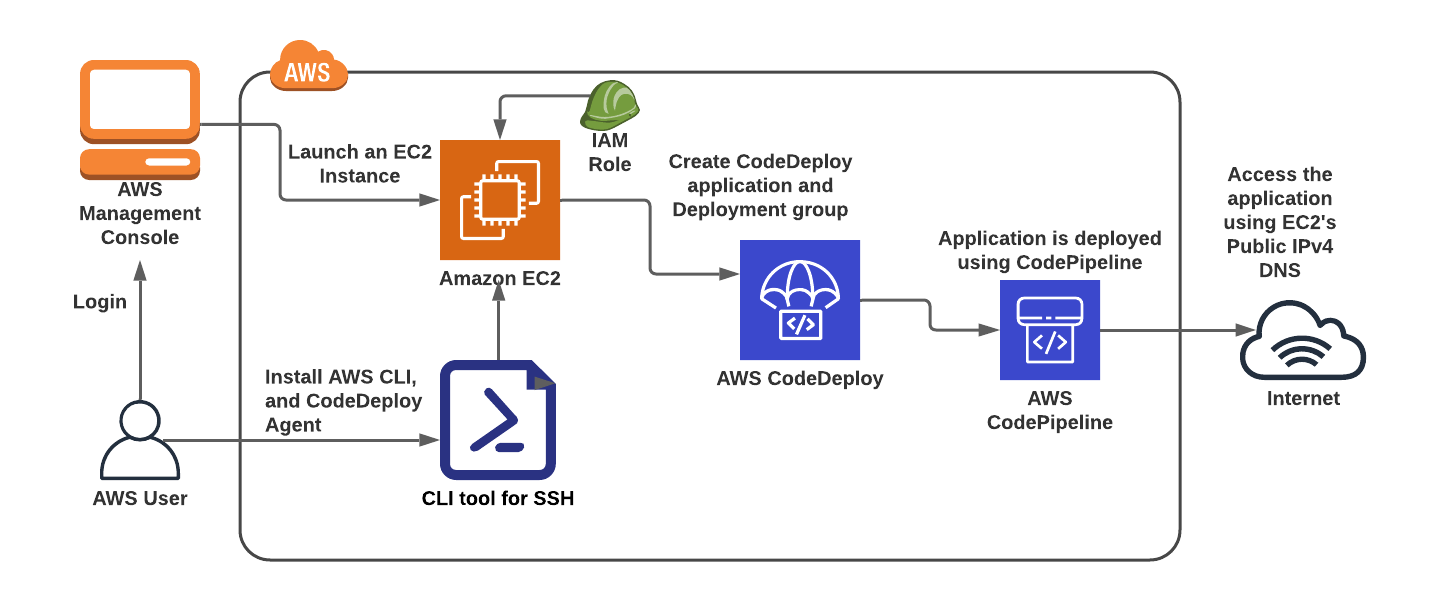 AWS
AWS
Management
Console
Login
AWS User
Launch an EC2
Instance
IAM
Role
Amazon EC2
Install AWS CLI,
and CodeDeploy
Agent
CLI tool for SSH
Create CodeDeploy
application and
Deployment group
</>
AWS CodeDeploy
Application is deployed
using CodePipeline
</>
AWS
CodePipeline
Access the
application
using EC2's
Public IPv4
DNS
Internet